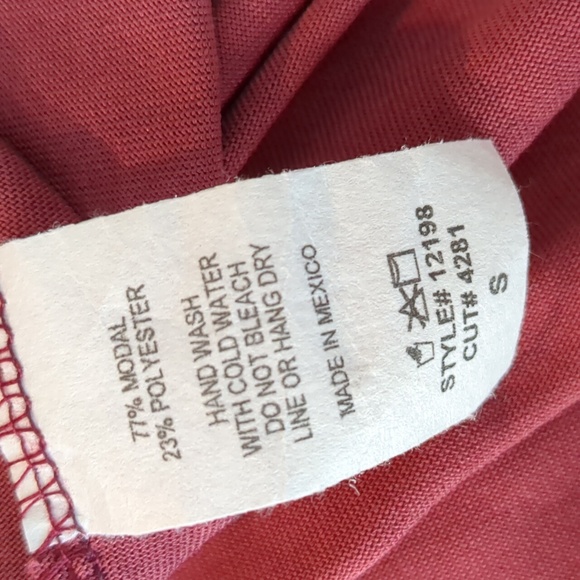 77% MODAL
23% POLYESTER
HAND WASH
WITH COLD WATER
DO NOT BLEACH
LINE OR HANG DRY
MADE IN MEXICO
STYLE# 12198
CUT# 4281
S